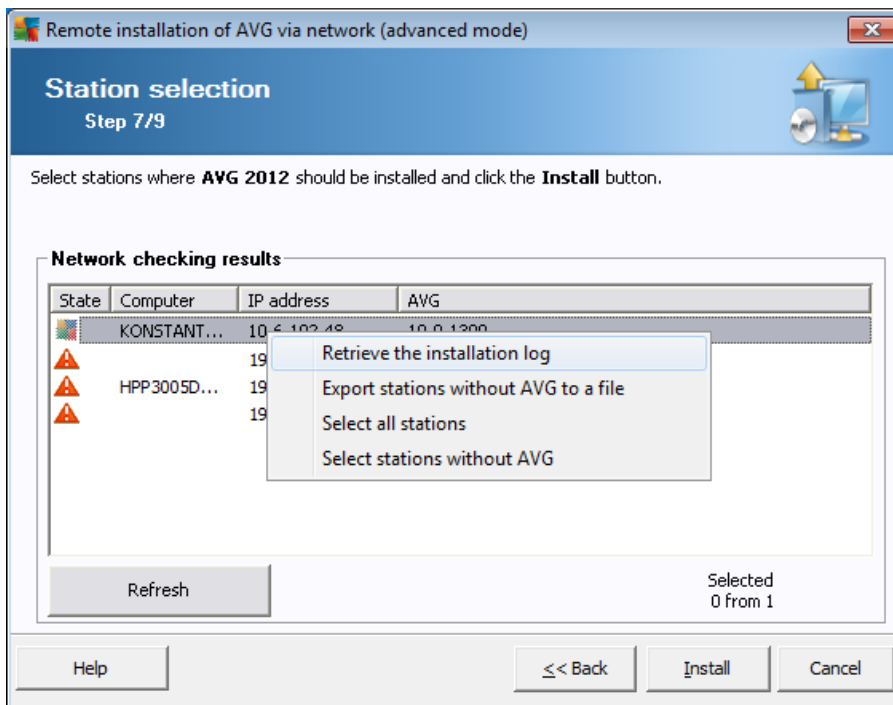 Remote installation of AVG via network (advanced mode)
Station selection
Step 7/9
Select stations where AVG 2012 should be installed and click the Install button.
Network checking results
State Computer IP address AVG
KONSTANT...
19
HPP3005D... 19
19
Retrieve the installation log
Export stations without AVG to a file
Select all stations
Select stations without AVG
Refresh
Selected
0 from 1
Help
<< Back
Install
Cancel